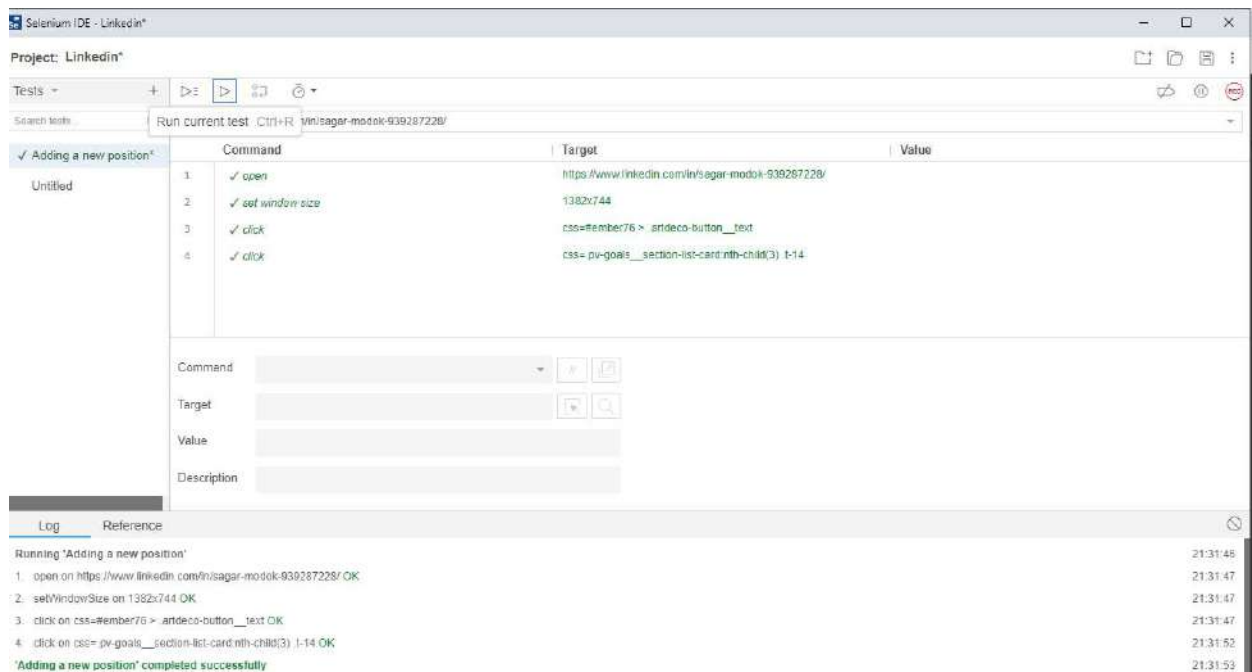 Selenium IDE - Linkedin*
Project: Linkedin*
Tests
Search tests...
Run current test Ctrl+R
/in/sagar-modok-939287228/
Command Target Value
✓ Adding a new position*
Untitled
1 ✓ open https://www.linkedin.com/in/sagar-modok-939287228/
2 ✓ set window size 1382x744
3 ✓ click css=#ember76 > .artdeco-button__text
4 ✓ click css=.pv-goals__section-list-card:nth-child(3) .t-14
Command
Target
Value
Description
Log Reference
Running 'Adding a new position' 21:31:46
1. open on https://www.linkedin.com/in/sagar-modok-939287228/ OK 21:31:47
2. setWindowSize on 1382x744 OK 21:31:47
3. click on css=#ember76 > .artdeco-button__text OK 21:31:47
4. click on css=.pv-goals__section-list-card:nth-child(3) .t-14 OK 21:31:52
'Adding a new position' completed successfully 21:31:53